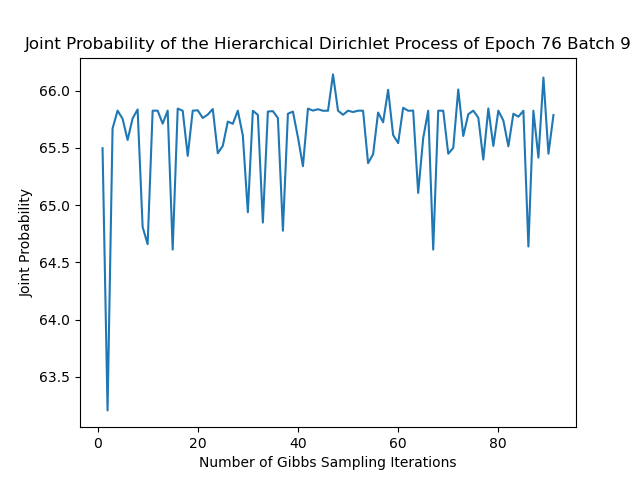 Joint Probability of the Hierarchical Dirichlet Process of Epoch 76 Batch 9
66.0
65.5
65.0
64.5
64.0
63.5
Joint Probability
0 20 40 60 80
Number of Gibbs Sampling Iterations